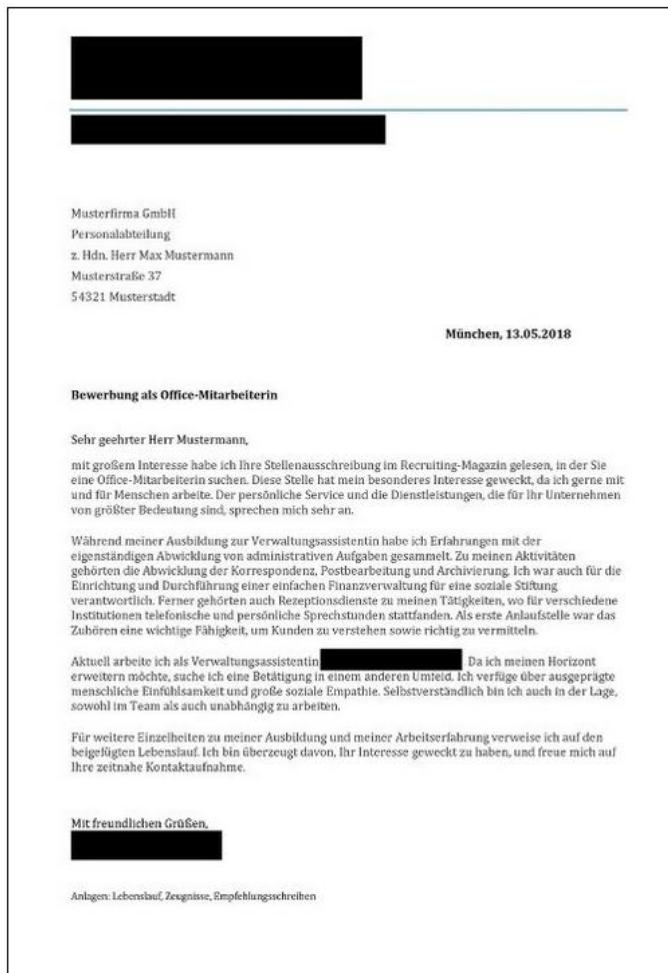 Musterfirma GmbH
Personalabteilung
z. Hdn. Herr Max Mustermann
Musterstraße 37
54321 Musterstadt
München, 13.05.2018
Bewerbung als Office-Mitarbeiterin
Sehr geehrter Herr Mustermann,
mit großem Interesse habe ich Ihre Stellenausschreibung im Recruiting-Magazin gelesen, in der Sie
eine Office-Mitarbeiterin suchen. Diese Stelle hat mein besonderes Interesse geweckt, da ich gerne mit
und für Menschen arbeite. Der persönliche Service und die Dienstleistungen, die für Ihr Unternehmen
von größter Bedeutung sind, sprechen mich sehr an.
Während meiner Ausbildung zur Verwaltungsassistentin habe ich Erfahrungen mit der
eigenständigen Abwicklung von administrativen Aufgaben gesammelt. Zu meinen Aktivitäten
gehörten die Abwicklung der Korrespondenz, Postbearbeitung und Archivierung. Ich war auch für die
Einrichtung und Durchführung einer einfachen Finanzverwaltung für eine soziale Stiftung
verantwortlich. Ferner gehörten auch Rezeptionsdienste zu meinen Tätigkeiten, wo für verschiedene
Institutionen telefonische und persönliche Sprechstunden stattfanden. Als erste Anlaufstelle war das
Zuhören eine wichtige Fähigkeit, um Kunden zu verstehen sowie richtig zu vermitteln.
Aktuell arbeite ich als Verwaltungsassistentin Da ich meinen Horizont
erweitern möchte, suche ich eine Betätigung in einem anderen Umfeld. Ich verfüge über ausgeprägte
menschliche Einfühlsamkeit und große soziale Empathie. Selbstverständlich bin ich auch in der Lage,
sowohl im Team als auch unabhängig zu arbeiten.
Für weitere Einzelheiten zu meiner Ausbildung und meiner Arbeitserfahrung verweise ich auf den
beigefügten Lebenslauf. Ich bin überzeugt davon, Ihr Interesse geweckt zu haben, und freue mich auf
Ihre zeitnahe Kontaktaufnahme.
Mit freundlichen Grüßen,
Anlagen: Lebenslauf, Zeugnisse, Empfehlungsschreiben